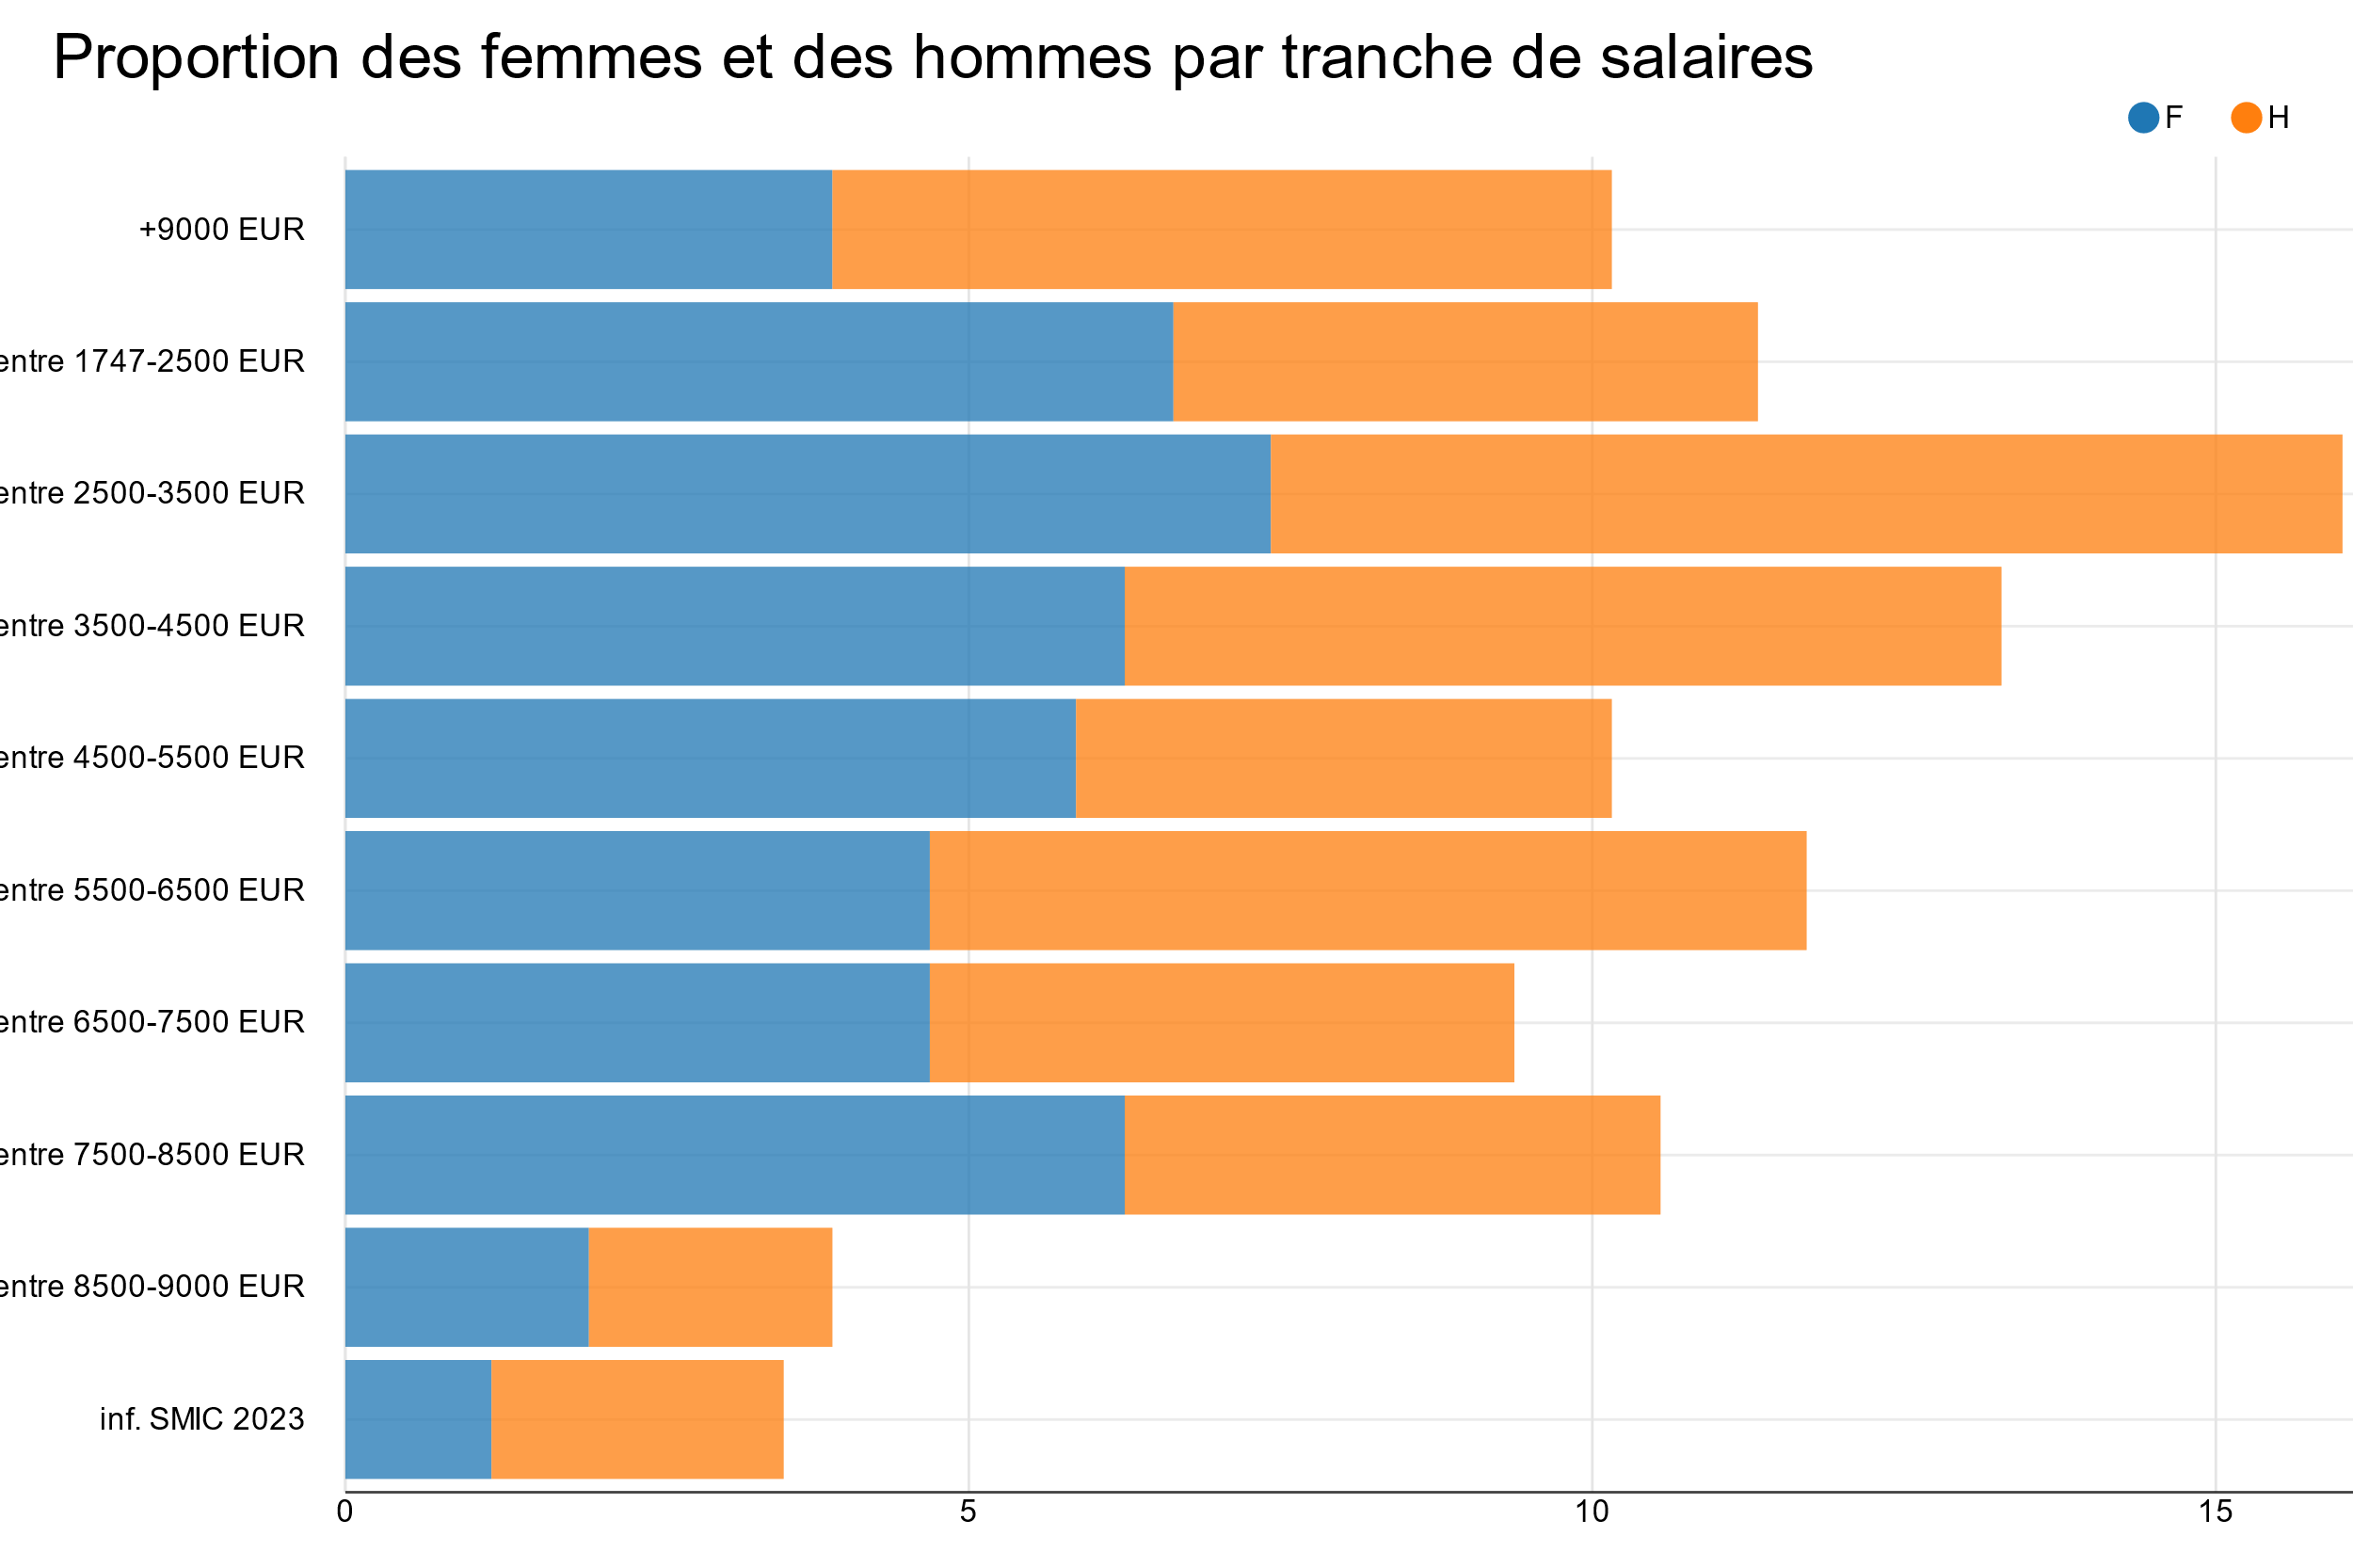 Proportion des femmes et des hommes par tranche de salaires
F H
+9000 EUR
entre 1747-2500 EUR
entre 2500-3500 EUR
entre 3500-4500 EUR
entre 4500-5500 EUR
entre 5500-6500 EUR
entre 6500-7500 EUR
entre 7500-8500 EUR
entre 8500-9000 EUR
inf. SMIC 2023
0 5 10 15